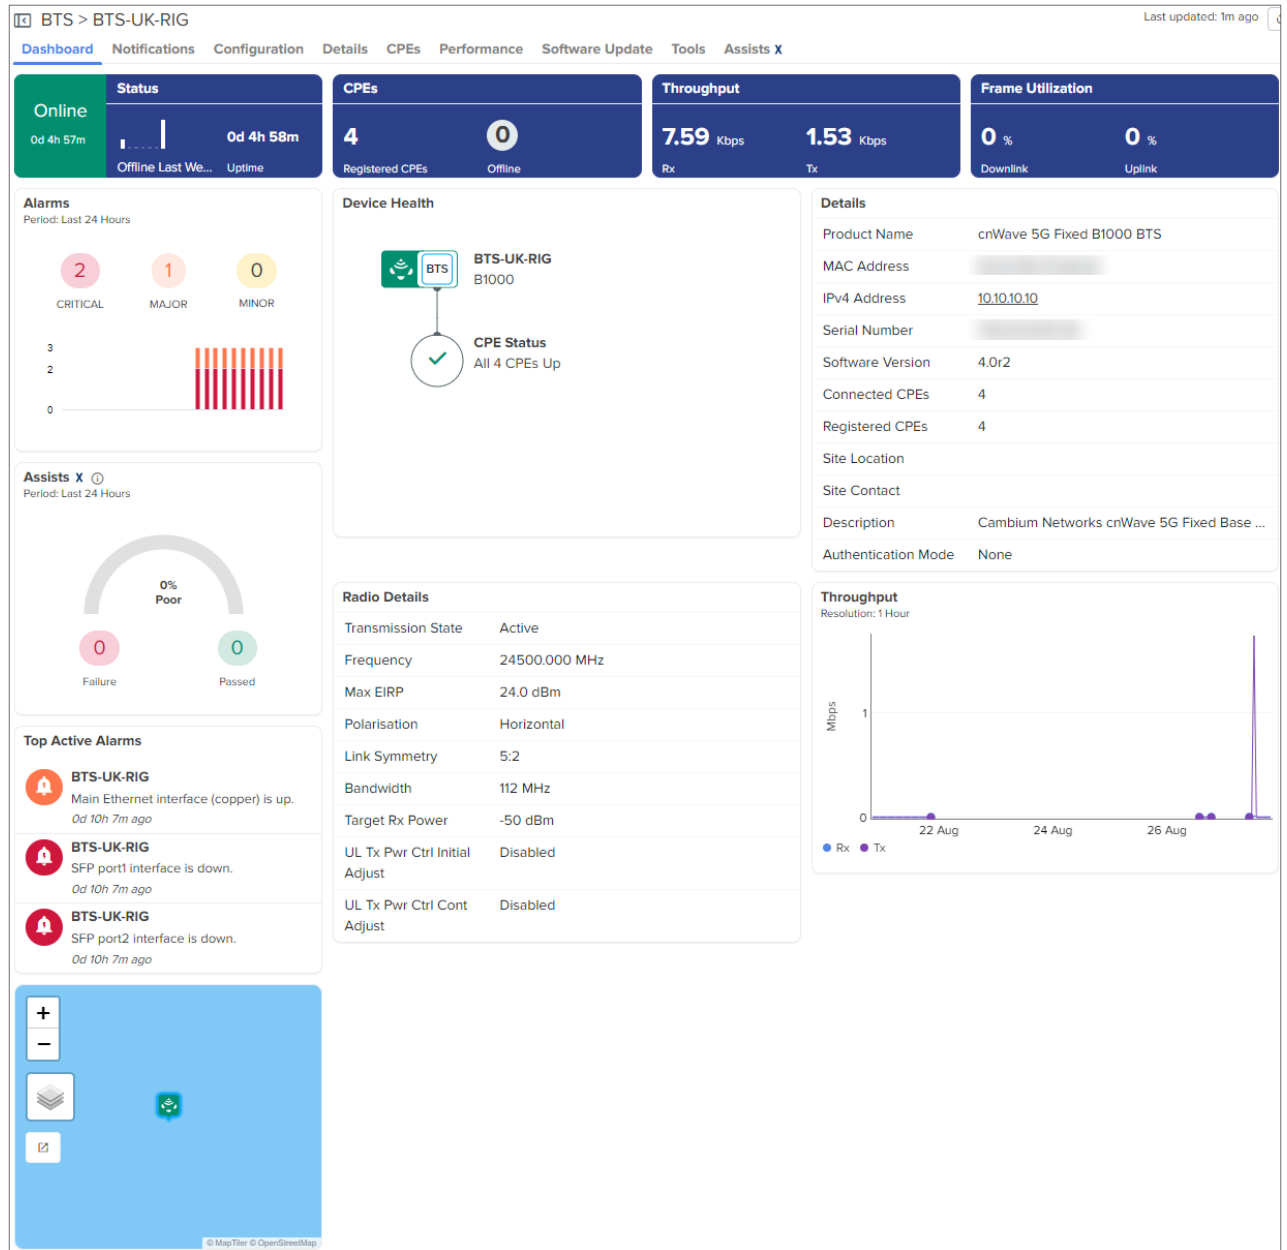 BTS > BTS-UK-RIG
Last updated: 1m ago
Dashboard Notifications Configuration Details CPEs Performance Software Update Tools Assists X
Online
0d 4h 57m
Status
0d 4h 58m
Offline Last We... Uptime
CPEs
4 0
Registered CPEs Offline
Throughput
7.59 Kbps 1.53 Kbps
Rx Tx
Frame Utilization
0 % 0 %
Downlink Uplink
Alarms
Period: Last 24 Hours
2 1 0
CRITICAL MAJOR MINOR
3
2
0
Assists X
Period: Last 24 Hours
0%
Poor
0 0
Failure Passed
Top Active Alarms
BTS-UK-RIG
Main Ethernet interface (copper) is up.
0d 10h 7m ago
BTS-UK-RIG
SFP port1 interface is down.
0d 10h 7m ago
BTS-UK-RIG
SFP port2 interface is down.
0d 10h 7m ago
+
−
© MapTiler © OpenStreetMap
Device Health
BTS
BTS-UK-RIG
B1000
CPE Status
All 4 CPEs Up
Radio Details
Transmission State Active
Frequency 24500.000 MHz
Max EIRP 24.0 dBm
Polarisation Horizontal
Link Symmetry 5:2
Bandwidth 112 MHz
Target Rx Power -50 dBm
UL Tx Pwr Ctrl Initial Disabled
Adjust
UL Tx Pwr Ctrl Cont Disabled
Adjust
Details
Product Name cnWave 5G Fixed B1000 BTS
MAC Address
IPv4 Address 10.10.10.10
Serial Number
Software Version 4.0r2
Connected CPEs 4
Registered CPEs 4
Site Location
Site Contact
Description Cambium Networks cnWave 5G Fixed Base ...
Authentication Mode None
Throughput
Resolution: 1 Hour
Mbps
1
0
22 Aug 24 Aug 26 Aug
Rx Tx